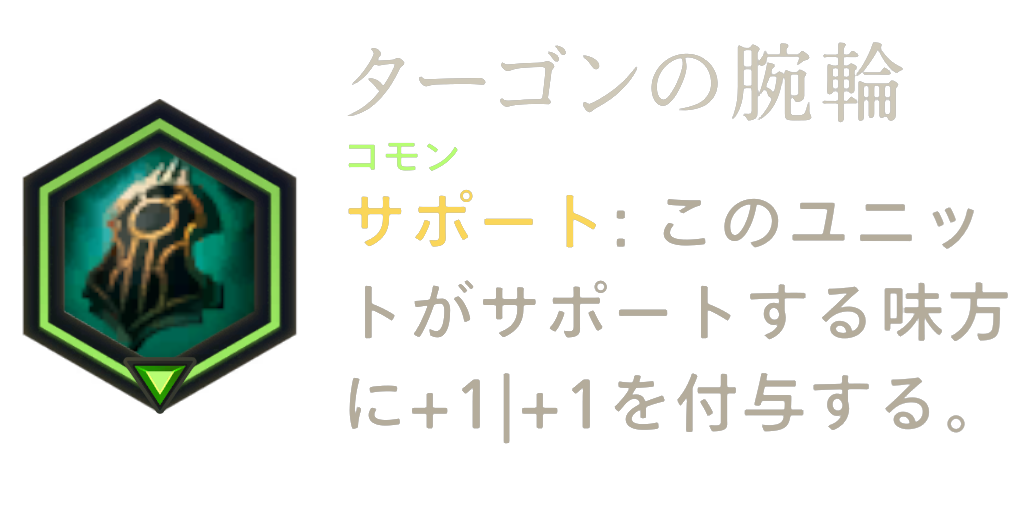 ターゴンの腕輪
コモン
サポート: このユニッ
トがサポートする味方
に+1|+1を付与する。